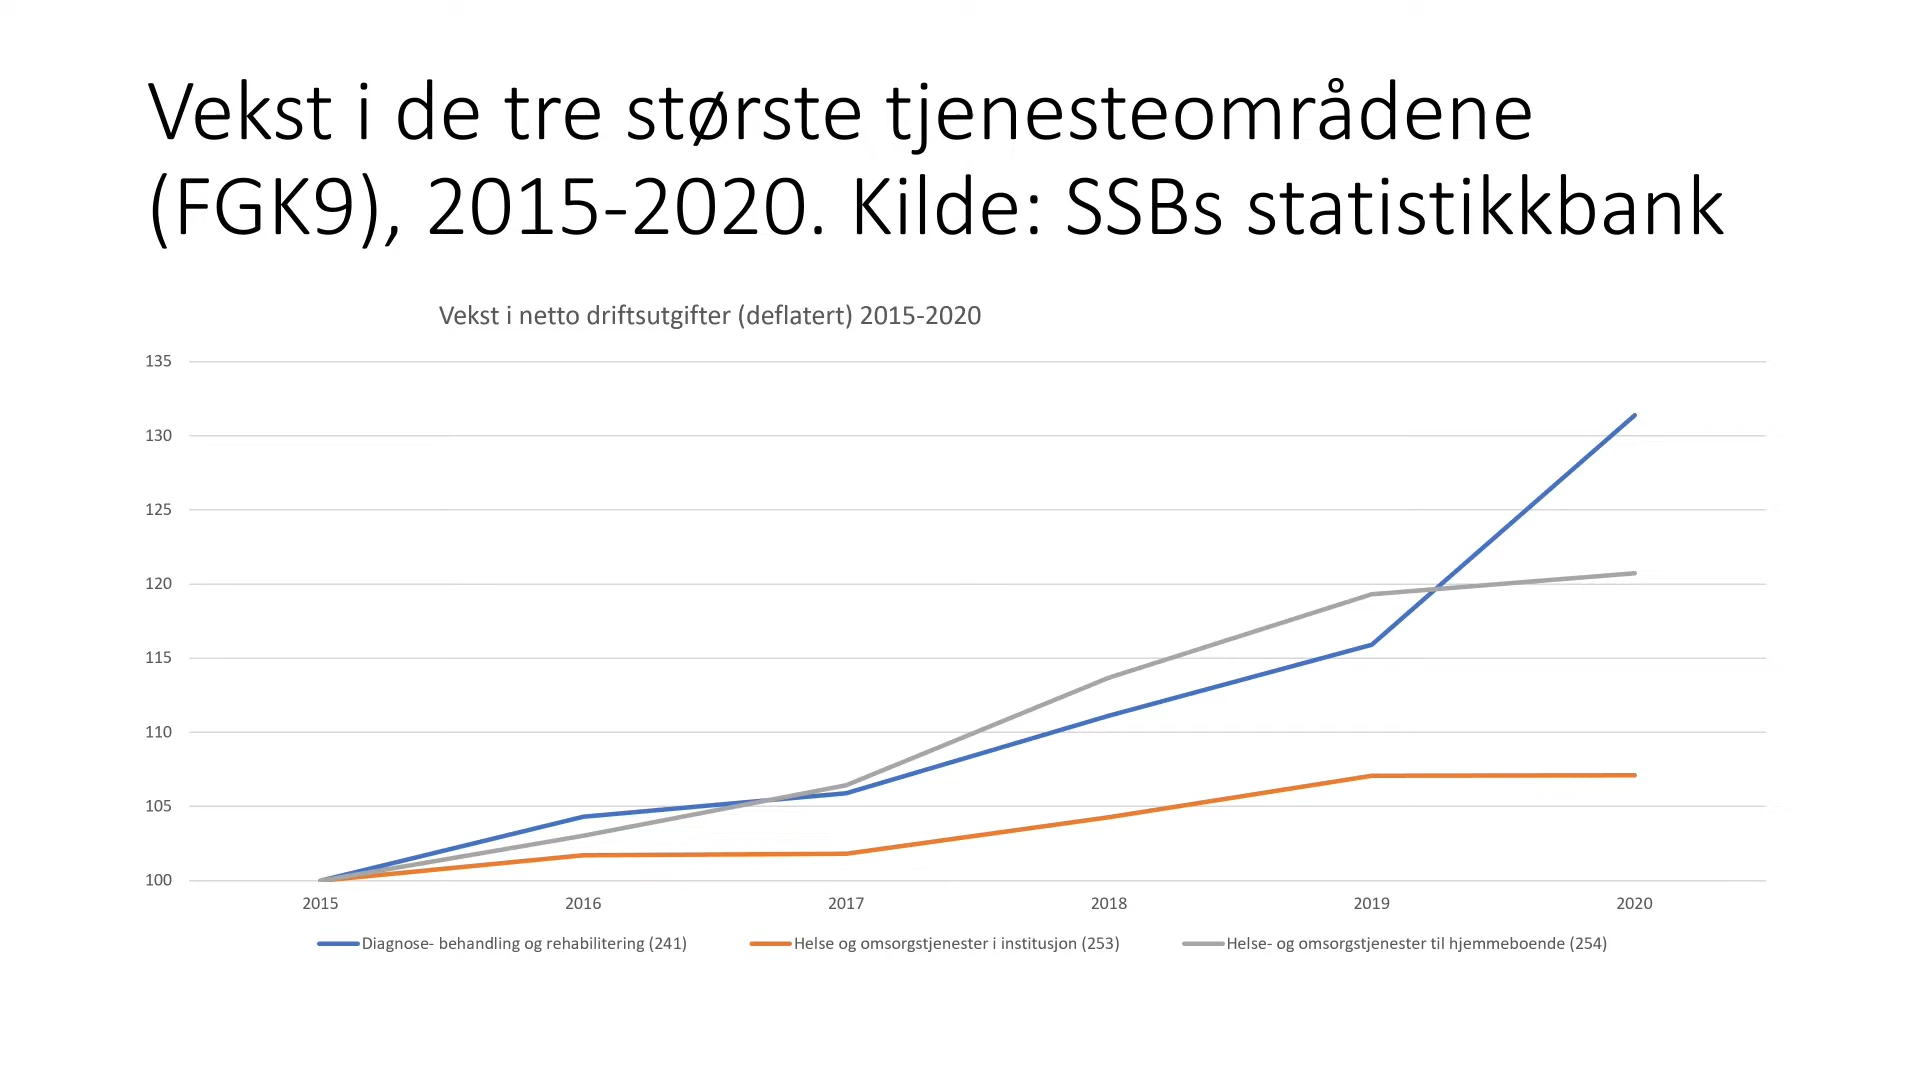 Vekst i de tre største tjenesteområdene
(FGK9), 2015-2020. Kilde: SSBs statistikkbank
Vekst i netto driftsutgifter (deflatert) 2015-2020
135
130
125
120
115
110
105
100
2015 2016 2017 2018 2019 2020
Diagnose- behandling og rehabilitering (241) Helse og omsorgstjenester i institusjon (253) Helse- og omsorgstjenester til hjemmeboende (254)